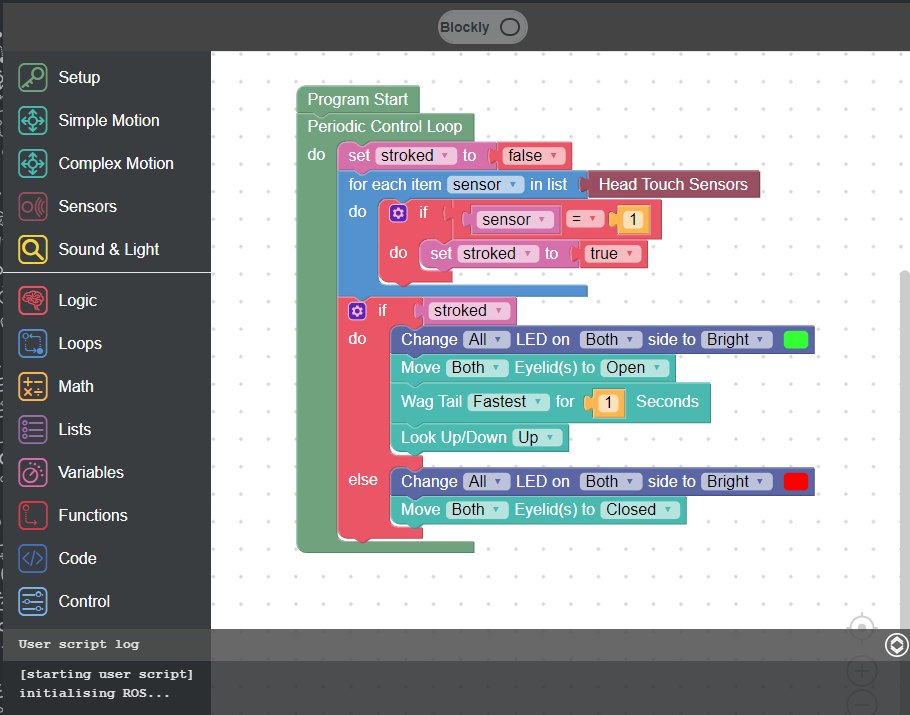 Blockly
Setup
Simple Motion
Complex Motion
Sensors
Sound & Light
Logic
Loops
Math
Lists
Variables
Functions
Code
Control
Program Start
Periodic Control Loop
do set stroked to false
for each item sensor in list Head Touch Sensors
do if sensor = 1
do set stroked to true
if stroked
do Change All LED on Both side to Bright
Move Both Eyelid(s) to Open
Wag Tail Fastest for 1 Seconds
Look Up/Down Up
else Change All LED on Both side to Bright
Move Both Eyelid(s) to Closed
User script log
[starting user script]
initialising ROS...